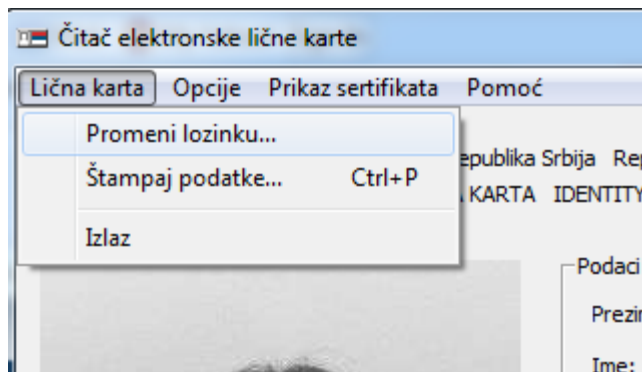 Čitač elektronske lične karte
Lična karta Opcije Prikaz sertifikata Pomoć
Promeni lozinku...
Štampaj podatke... Ctrl+P
Izlaz
Srbija
KARTA IDENTITY
Podaci
Ime: